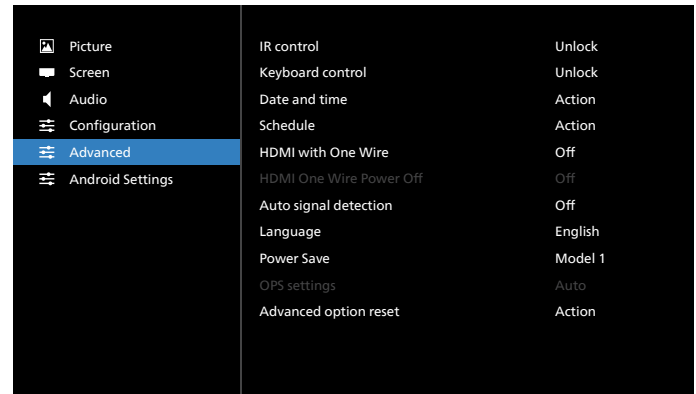 Picture
Screen
Audio
Configuration
Advanced
Android Settings
IR control Unlock
Keyboard control Unlock
Date and time Action
Schedule Action
HDMI with One Wire Off
HDMI One Wire Power Off Off
Auto signal detection Off
Language English
Power Save Model 1
OPS settings Auto
Advanced option reset Action